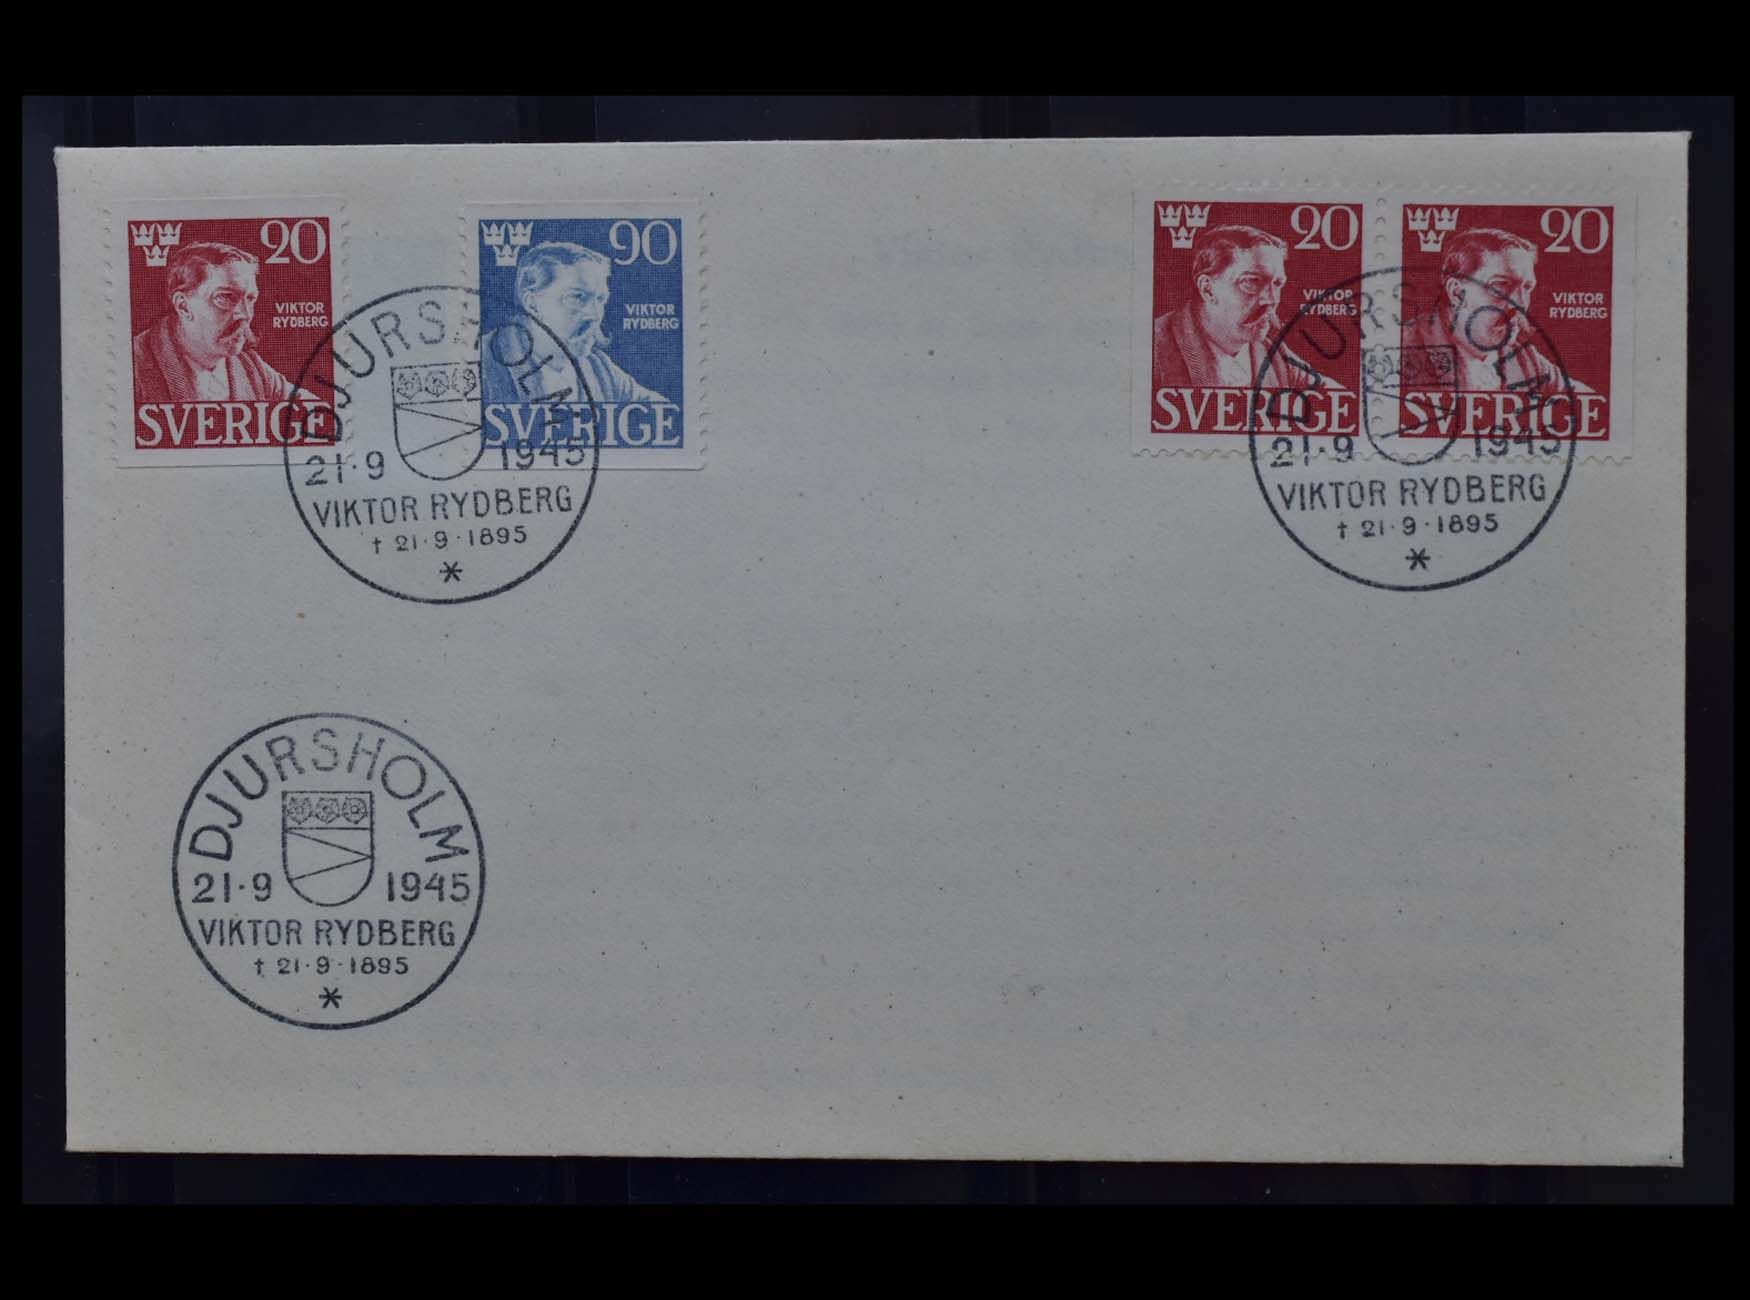 20
VIKTOR
RYDBERG
SVERIGE
90
VIKTOR
RYDBERG
SVERIGE
DJURSHOLM
21·9 1945
VIKTOR RYDBERG
† 21·9·1895
20
VIKTOR
RYDBERG
SVERIGE
20
VIKTOR
RYDBERG
SVERIGE
DJURSHOLM
21·9 1945
VIKTOR RYDBERG
† 21·9·1895
DJURSHOLM
21·9 1945
VIKTOR RYDBERG
† 21·9·1895